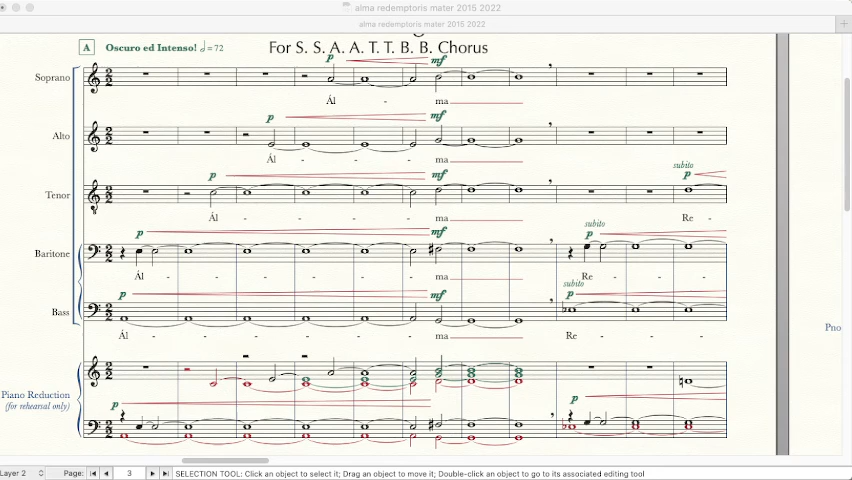 alma redemptoris mater 2015 2022
alma redemptoris mater 2015 2022
A Oscuro ed Intenso! 𝅗𝅥 = 72
For S. S. A. A. T. T. B. B. Chorus
Soprano
p mf
Ál - ma
Alto
p mf
Ál - ma
subito
Tenor
p mf p
Ál - ma Re -
subito
Baritone
p mf p
Ál - - - - - ma Re - - -
subito
Bass
p mf p
Ál - - - - - ma Re - - -
Pno
Piano Reduction
(for rehearsal only)
p p
Layer 2 Page: 3 SELECTION TOOL: Click an object to select it; Drag an object to move it; Double-click an object to go to its associated editing tool